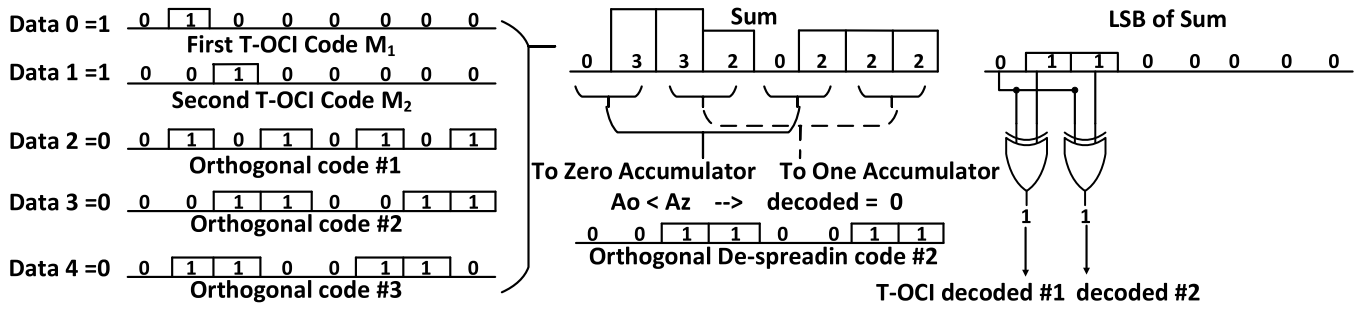 Data 0 =1 0 1 0 0 0 0 0 0
First T-OCI Code M1
Data 1 =1 0 0 1 0 0 0 0 0
Second T-OCI Code M2
Data 2 =0 0 1 0 1 0 1 0 1
Orthogonal code #1
Data 3 =0 0 0 1 1 0 0 1 1
Orthogonal code #2
Data 4 =0 0 1 1 0 0 1 1 0
Orthogonal code #3
Sum
0 3 3 2 0 2 2 2
To Zero Accumulator To One Accumulator
Ao < Az --> decoded = 0
0 0 1 1 0 0 1 1
Orthogonal De-spreadin code #2
LSB of Sum
0 1 1 0 0 0 0 0
1 1
T-OCI decoded #1 decoded #2